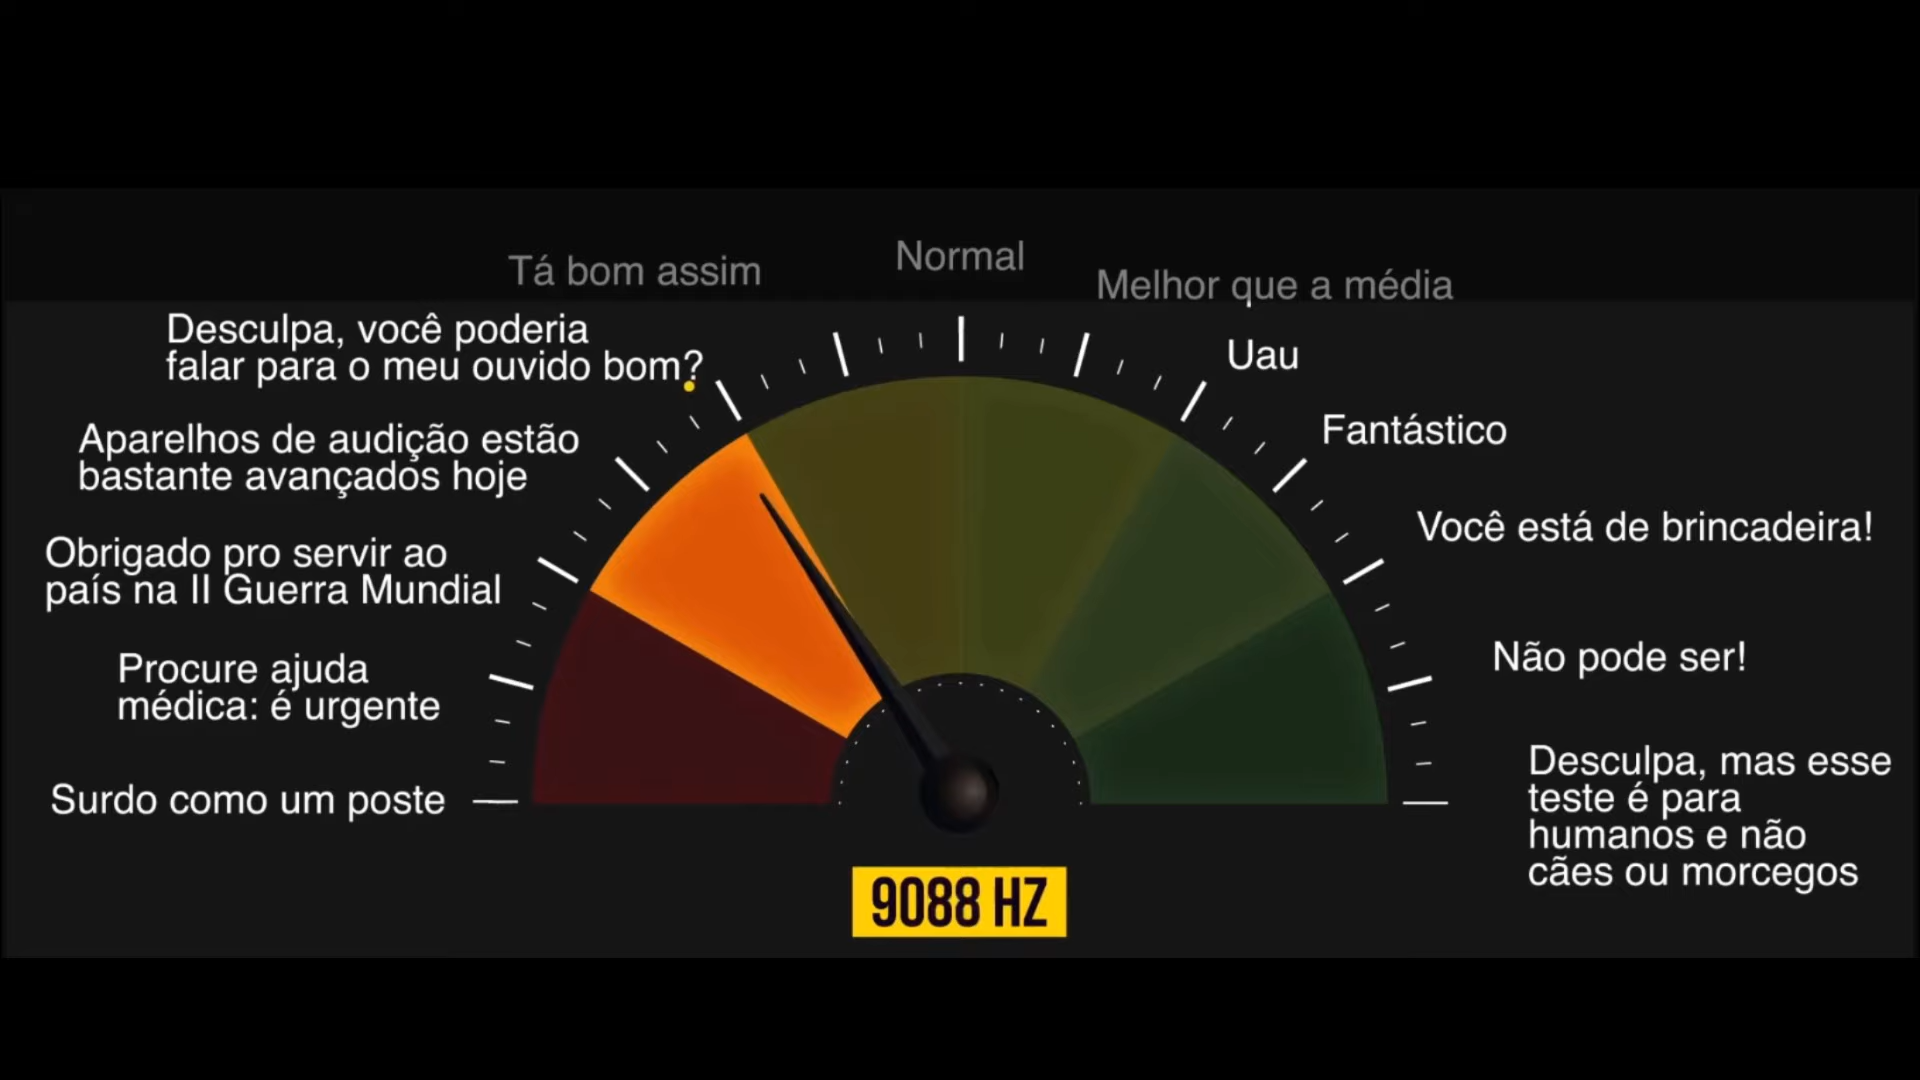 Tá bom assim
Normal
Melhor que a média
Desculpa, você poderia
falar para o meu ouvido bom?
Uau
Aparelhos de audição estão
bastante avançados hoje
Fantástico
Obrigado pro servir ao
país na II Guerra Mundial
Você está de brincadeira!
Procure ajuda
médica: é urgente
Não pode ser!
Surdo como um poste
Desculpa, mas esse
teste é para
humanos e não
cães ou morcegos
9088 HZ